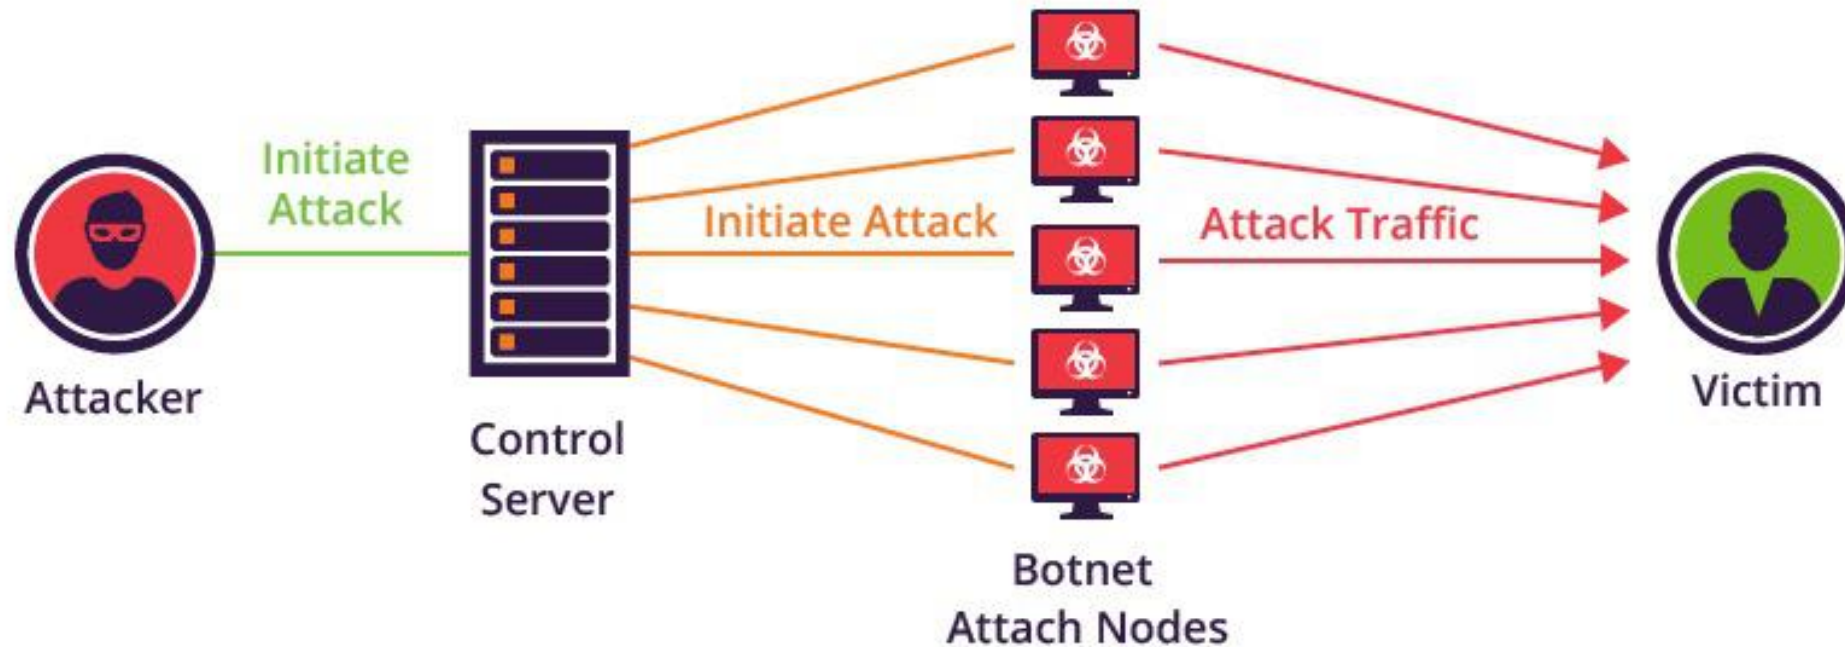 Initiate
Attack
Attacker
Control
Server
Initiate Attack
Botnet
Attach Nodes
Attack Traffic
Victim